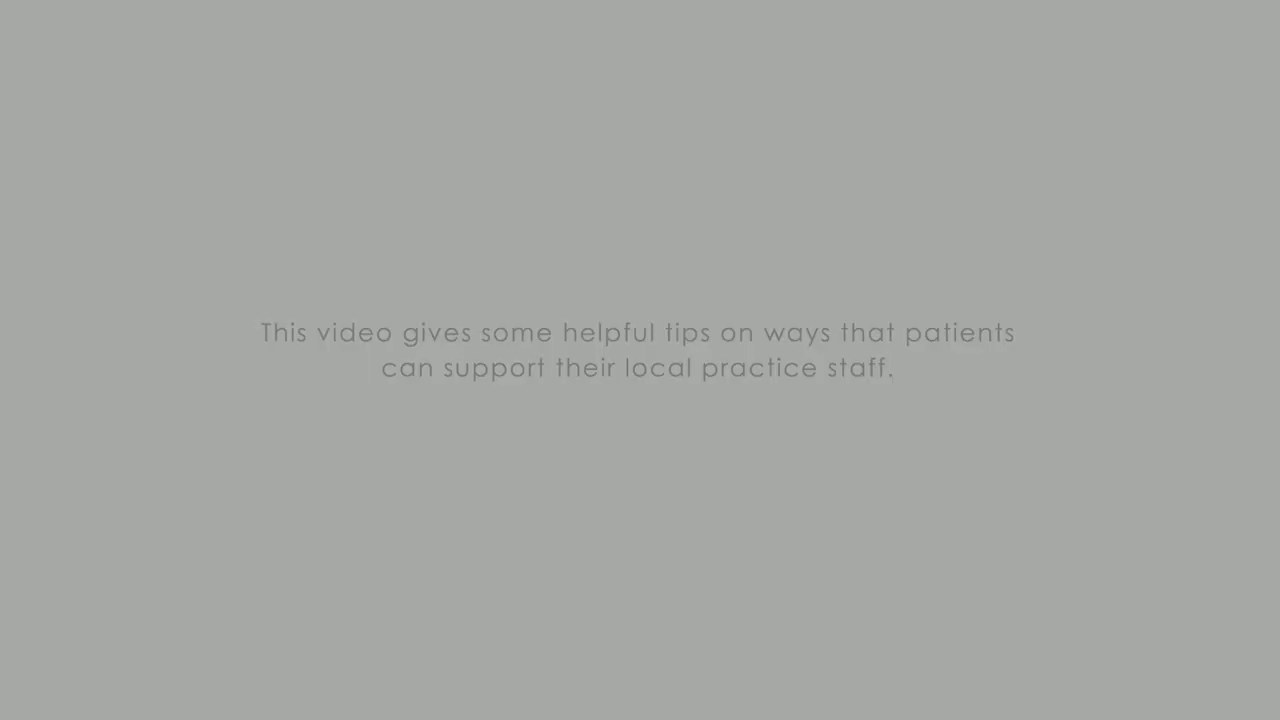 This video gives some helpful tips on ways that patients
can support their local practice staff.